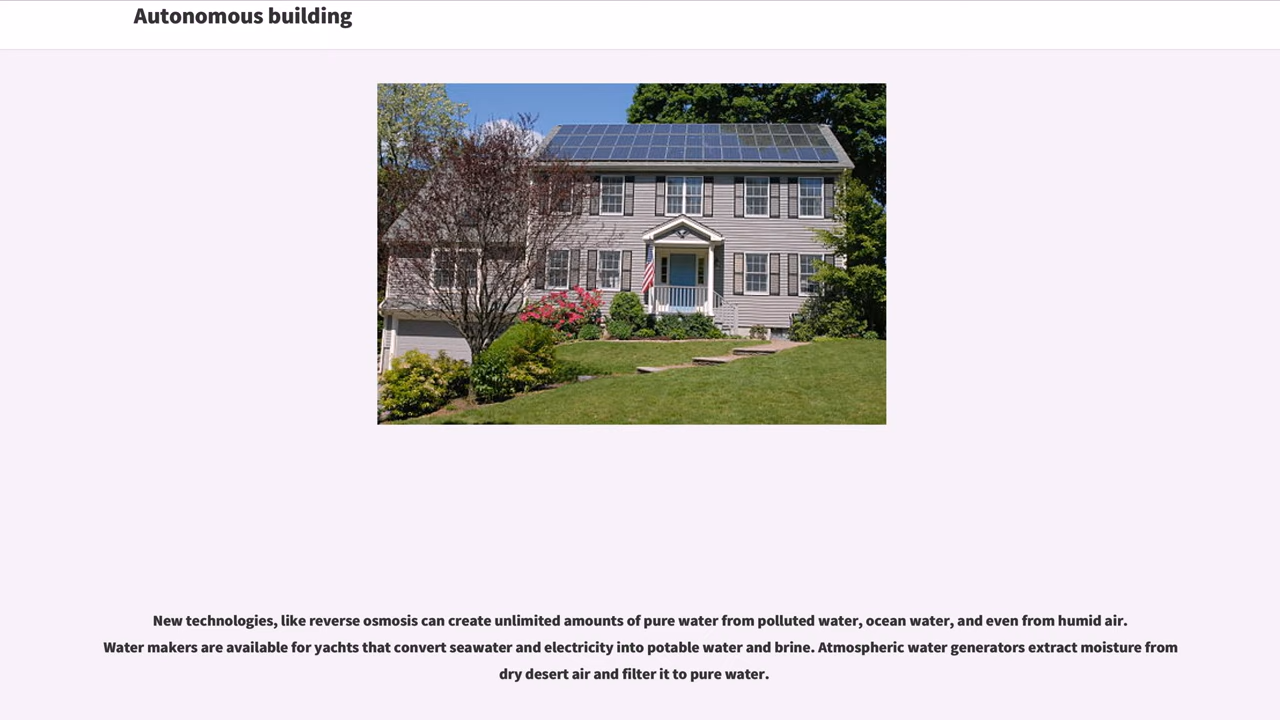 Autonomous building
New technologies, like reverse osmosis can create unlimited amounts of pure water from polluted water, ocean water, and even from humid air.
Water makers are available for yachts that convert seawater and electricity into potable water and brine. Atmospheric water generators extract moisture from
dry desert air and filter it to pure water.